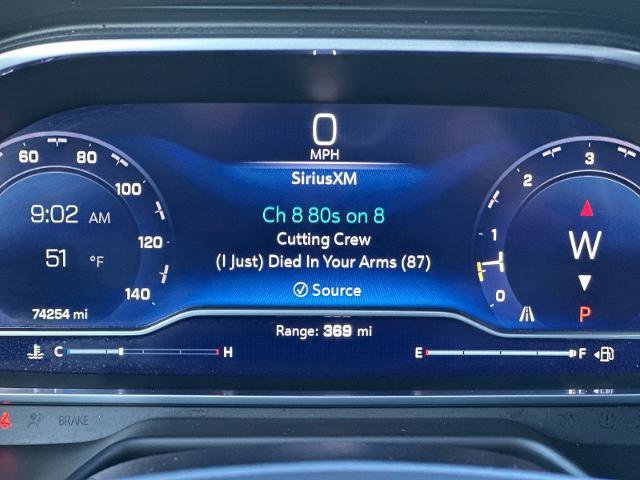 0
MPH
SiriusXM
Ch 8 80s on 8
Cutting Crew
(I Just) Died In Your Arms (87)
Source
60 80 100 120 140
9:02 AM
51 °F
74254 mi
3 2 1 0
W
P
Range: 369 mi
C H
E F
BRAKE